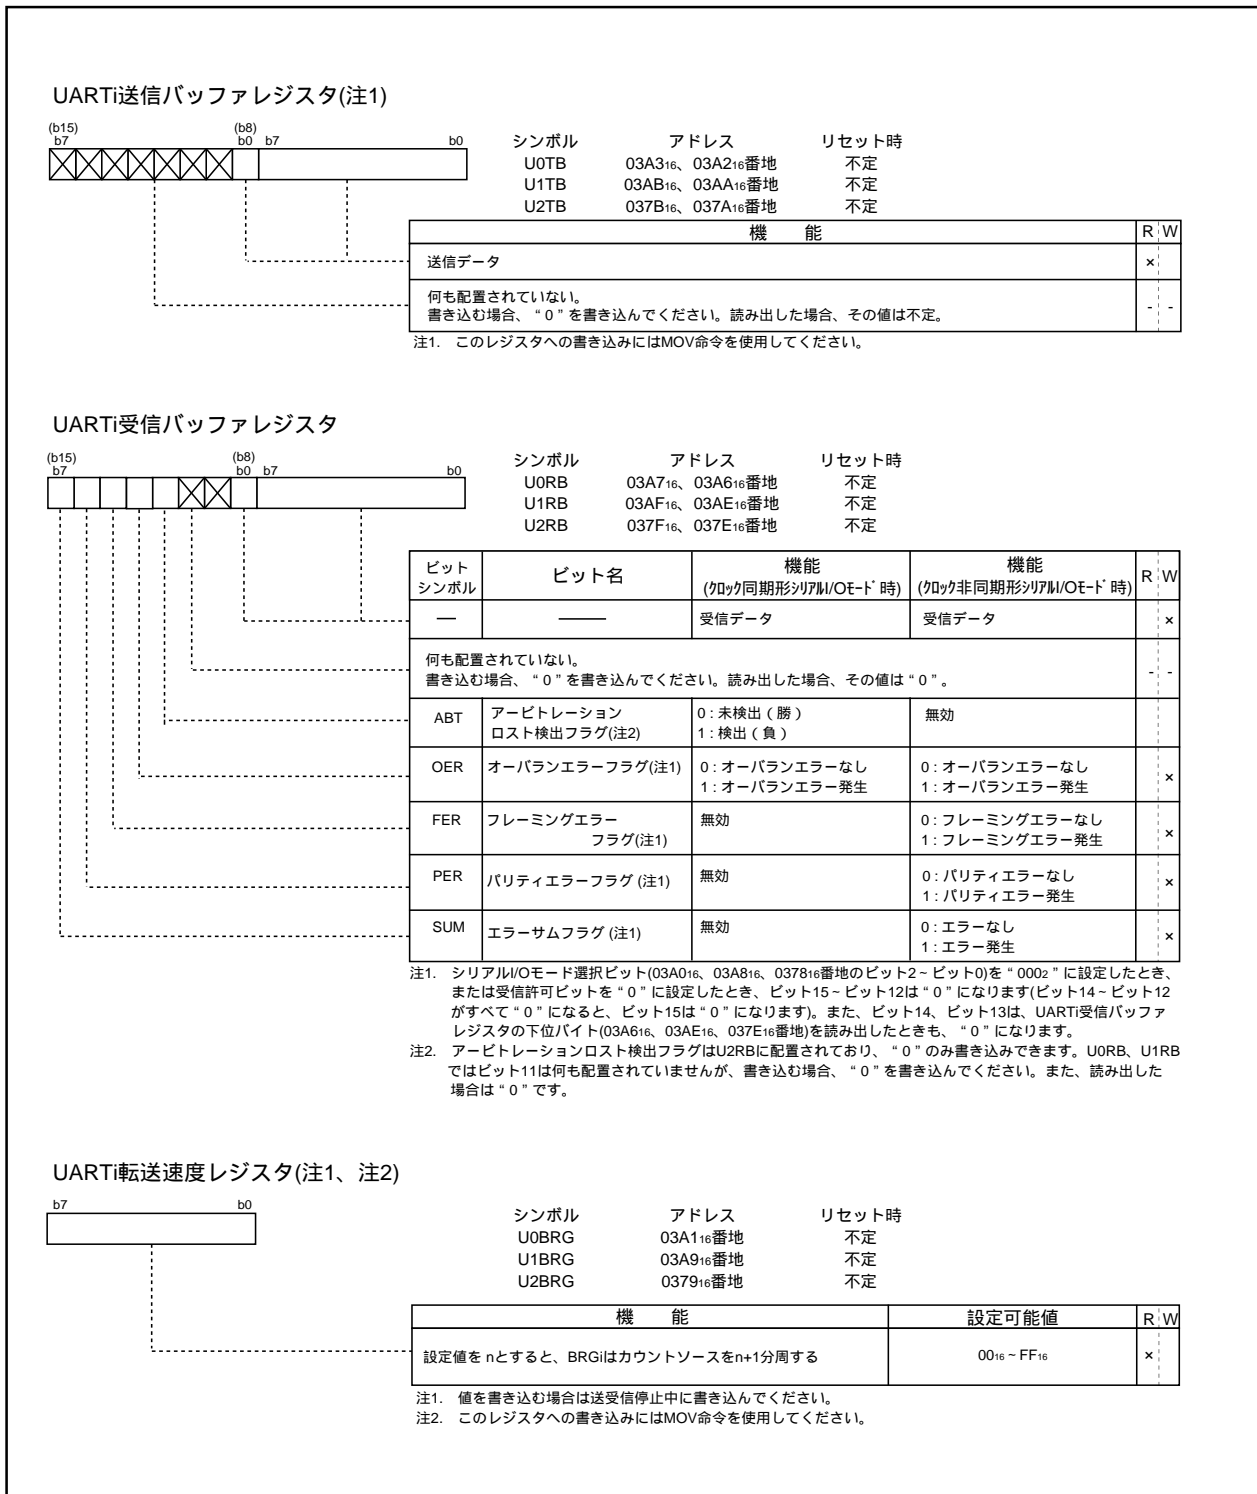 UARTi送信バッファレジスタ(注1)
(b15) (b8)
b7 b0 b7 b0
シンボル アドレス リセット時
U0TB 03A3₁₆、03A2₁₆番地 不定
U1TB 03AB₁₆、03AA₁₆番地 不定
U2TB 037B₁₆、037A₁₆番地 不定
機 能 R W
送信データ ×
何も配置されていない。
書き込む場合、“0”を書き込んでください。読み出した場合、その値は不定。 - -
注1. このレジスタへの書き込みにはMOV命令を使用してください。
UARTi受信バッファレジスタ
(b15) (b8)
b7 b0 b7 b0
シンボル アドレス リセット時
U0RB 03A7₁₆、03A6₁₆番地 不定
U1RB 03AF₁₆、03AE₁₆番地 不定
U2RB 037F₁₆、037E₁₆番地 不定
ビット シンボル ビット名 機能 (クロック同期形シリアルI/Oモード時) 機能 (クロック非同期形シリアルI/Oモード時) R W
― ――― 受信データ 受信データ ×
何も配置されていない。
書き込む場合、“0”を書き込んでください。読み出した場合、その値は“0”。 - -
ABT アービトレーション ロスト検出フラグ(注2) 0:未検出(勝) 1:検出(負) 無効
OER オーバランエラーフラグ(注1) 0:オーバランエラーなし 1:オーバランエラー発生 0:オーバランエラーなし 1:オーバランエラー発生 ×
FER フレーミングエラー フラグ(注1) 無効 0:フレーミングエラーなし 1:フレーミングエラー発生 ×
PER パリティエラーフラグ(注1) 無効 0:パリティエラーなし 1:パリティエラー発生 ×
SUM エラーサムフラグ(注1) 無効 0:エラーなし 1:エラー発生 ×
注1. シリアルI/Oモード選択ビット(03A0₁₆、03A8₁₆、0378₁₆番地のビット2~ビット0)を“000₂”に設定したとき、
または受信許可ビットを“0”に設定したとき、ビット15~ビット12は“0”になります(ビット14~ビット12
がすべて“0”になると、ビット15は“0”になります)。また、ビット14、ビット13は、UARTi受信バッファ
レジスタの下位バイト(03A6₁₆、03AE₁₆、037E₁₆番地)を読み出したときも、“0”になります。
注2. アービトレーションロスト検出フラグはU2RBに配置されており、“0”のみ書き込みできます。U0RB、U1RB
ではビット11は何も配置されていませんが、書き込む場合、“0”を書き込んでください。また、読み出した
場合は“0”です。
UARTi転送速度レジスタ(注1、注2)
b7 b0
シンボル アドレス リセット時
U0BRG 03A1₁₆番地 不定
U1BRG 03A9₁₆番地 不定
U2BRG 0379₁₆番地 不定
機 能 設定可能値 R W
設定値を nとすると、BRGiはカウントソースをn+1分周する 00₁₆~FF₁₆ ×
注1. 値を書き込む場合は送受信停止中に書き込んでください。
注2. このレジスタへの書き込みにはMOV命令を使用してください。